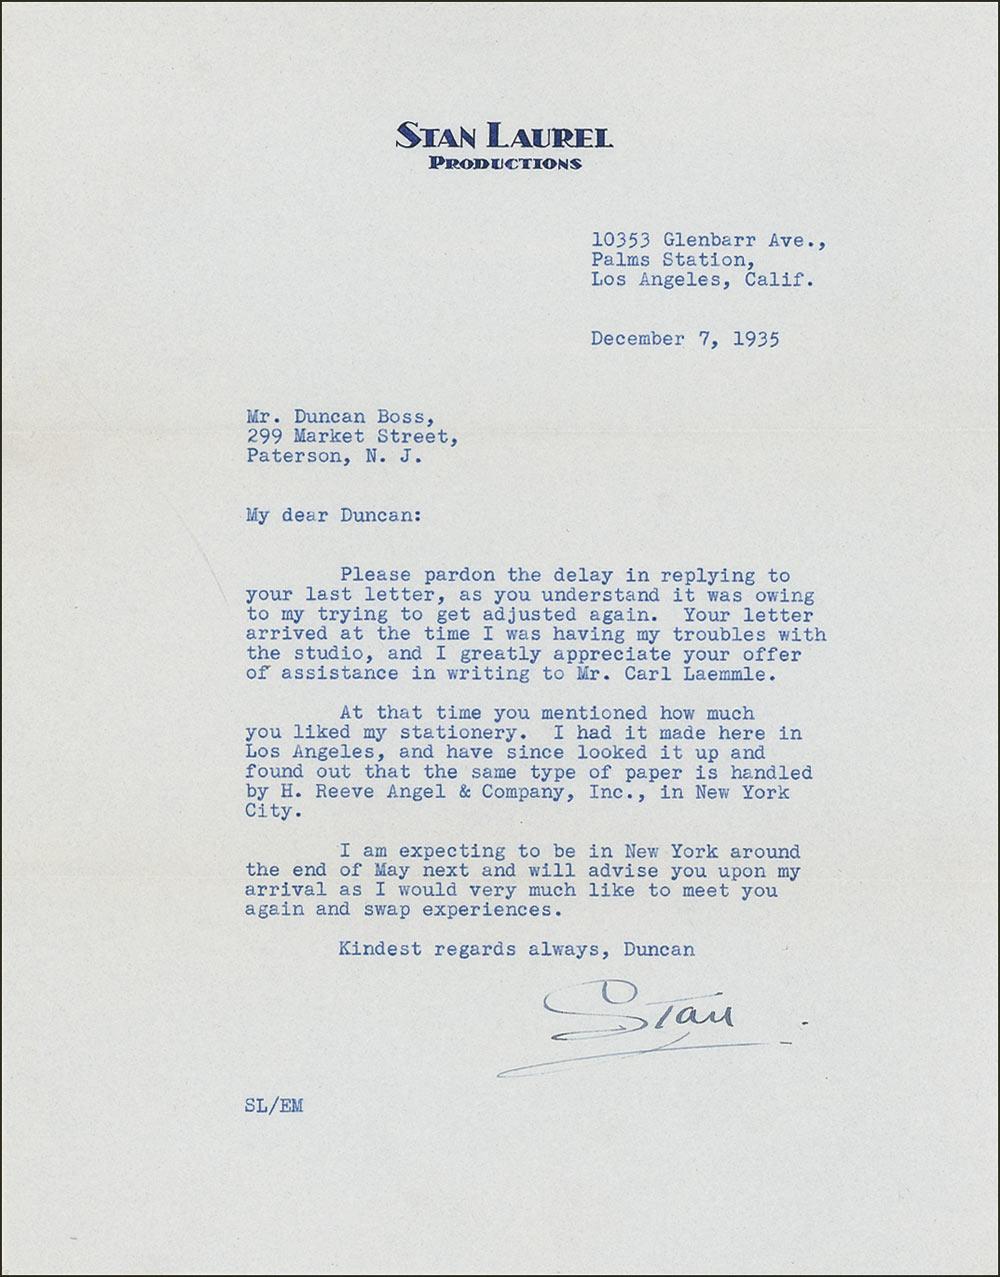 STAN LAUREL
PRODUCTIONS
10353 Glenbarr Ave.,
Palms Station,
Los Angeles, Calif.
December 7, 1935
Mr. Duncan Boss,
299 Market Street,
Paterson, N. J.
My dear Duncan:
Please pardon the delay in replying to
your last letter, as you understand it was owing
to my trying to get adjusted again.  Your letter
arrived at the time I was having my troubles with
the studio, and I greatly appreciate your offer
of assistance in writing to Mr. Carl Laemmle.
At that time you mentioned how much
you liked my stationery.  I had it made here in
Los Angeles, and have since looked it up and
found out that the same type of paper is handled
by H. Reeve Angel & Company, Inc., in New York
City.
I am expecting to be in New York around
the end of May next and will advise you upon my
arrival as I would very much like to meet you
again and swap experiences.
Kindest regards always, Duncan
Stan
SL/EM